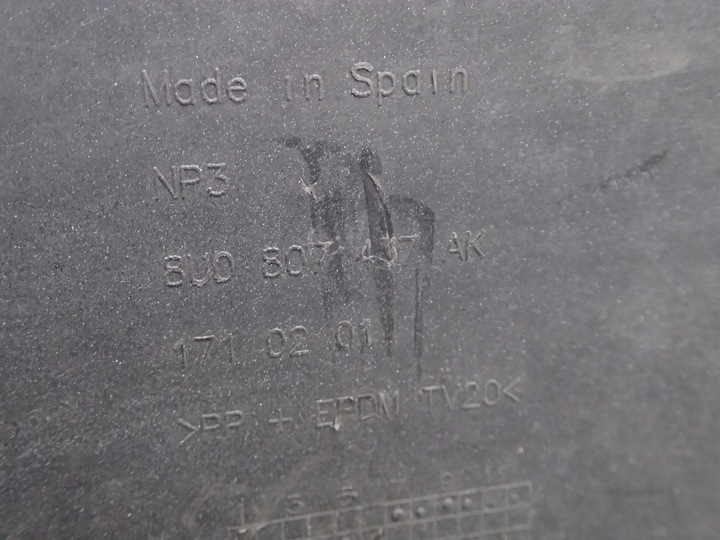 Made in Spain
NP3
8U0 807 437 AK
171 02 01
>PP + EPDM TV20<